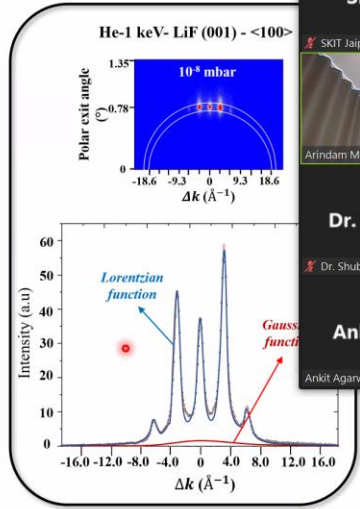 He-1 keV- LiF (001) - <100>
10⁻⁸ mbar
Polar exit angle
(°)
1.35
0.78
0
-18.6 -9.3 0 9.3 18.6
Δk (Å⁻¹)
Intensity (a.u)
60
50
40
30
20
10
0
Lorentzian
function
function
-16.0 -12.0 -8.0 -4.0 0 4.0 8.0 12.0 16.0
Δk (Å⁻¹)
SKIT Jaip
Arindam M
Dr.
Dr. Shub
Ankit Agarw